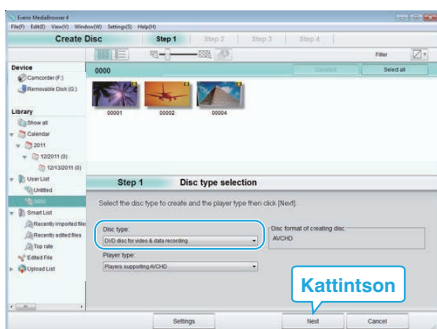 Everio MediaBrowser 4
File(F) Edit(E) View(V) Window(W) Settings(S) Help(H)
Create Disc Step 1 Step 2 Step 3 Step 4
Filter
Device
Camcorder (F:)
Removable Disk (G:)
0000
Select all
Library
Show all
Calendar
2011
12/2011 (0)
12/13/2011 (0)
User List
Untitled
0000
Smart List
Recently imported file
Recently edited files
Top rate
Edited File
Upload List
00001 00002 00004
Step 1 Disc type selection
Select the disc type to create and the player type then click [Next].
Disc type:
DVD disc for video & data recording
Player type:
Players supporting AVCHD
Disc format of creating disc:
AVCHD
Kattintson
Settings Next Cancel